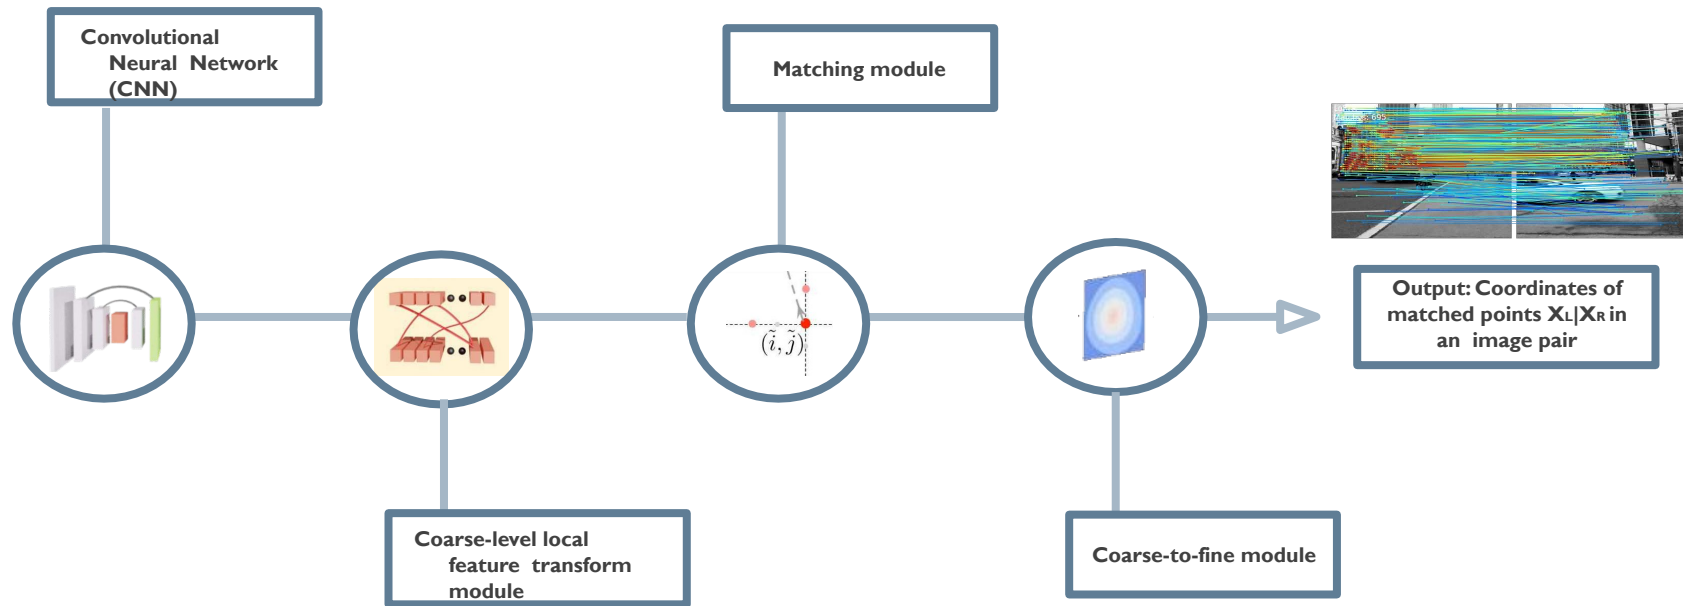 Convolutional
Neural Network
(CNN)
Matching module
(ĩ, j̃)
Output: Coordinates of
matched points XL|XR in
an image pair
Coarse-level local
feature transform
module
Coarse-to-fine module